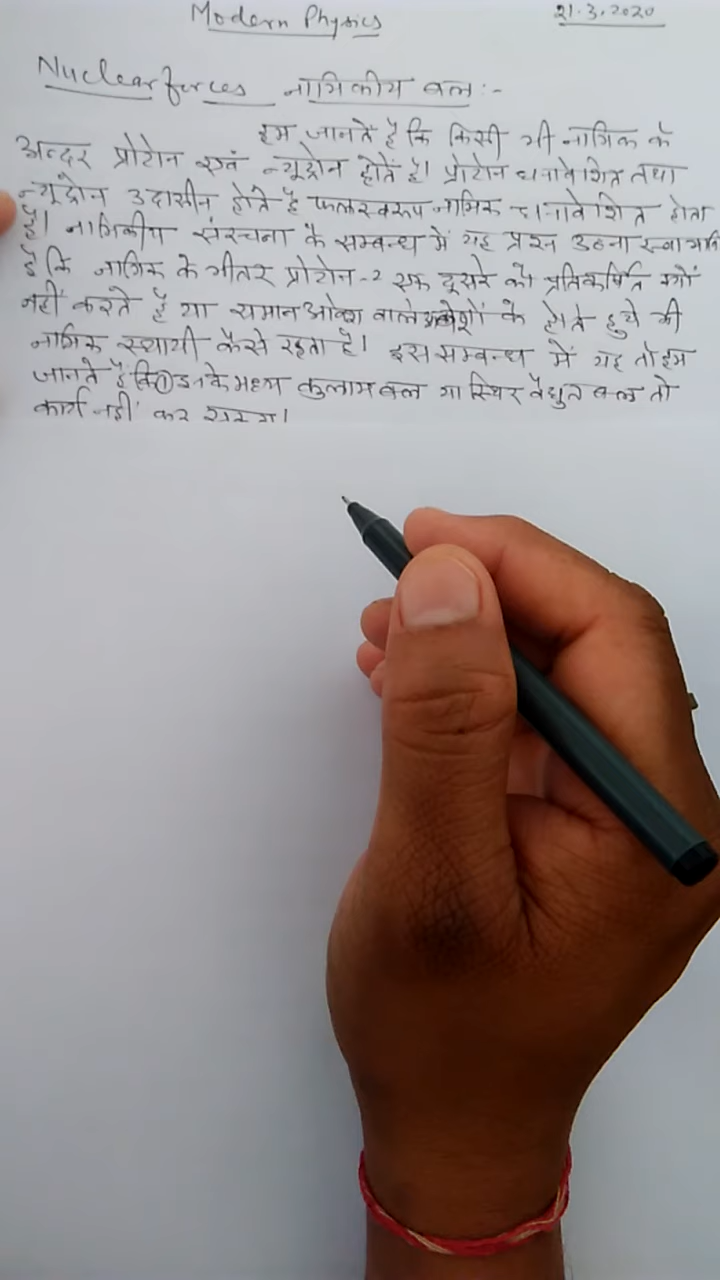 Modern Physics
21.3.2020
Nuclear forces नाभिकीय बल :-
हम जानते है कि किसी भी नाभिक के
अन्दर प्रोटोन एवं न्यूट्रोन होते है। प्रोटोन धनावेशित तथा
न्यूट्रोन उदासीन होते है फलस्वरूप नाभिक धनावेशित होता
है। नाभिकीय संरचना के सम्बन्ध में यह प्रश्न उठना स्वाभावि
है कि नाभिक के भीतर प्रोटोन-2 एक दूसरे को प्रतिकर्षित क्यों
नहीं करते है या समान आवेश वाले के होते हुये भी
नाभिक स्थायी कैसे रहता है। इस सम्बन्ध में यह तो हम
जानते है कि उनके मध्य कुलाम बल या स्थिर वैधुत बल तो
कार्य नहीं कर सकता।